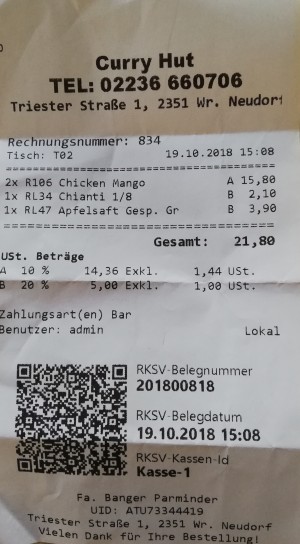 Curry Hut
TEL: 02236 660706
Triester Straße 1, 2351 Wr. Neudorf
Rechnungsnummer: 834
Tisch: T02 19.10.2018 15:08
2x R106 Chicken Mango A 15,80
1x RL34 Chianti 1/8 B 2,10
1x RL47 Apfelsaft Gesp. Gr B 3,90
Gesamt: 21,80
USt. Beträge
A 10 % 14,36 Exkl. 1,44 USt.
B 20 % 5,00 Exkl. 1,00 USt.
Zahlungsart(en) Bar
Benutzer: admin Lokal
RKSV-Belegnummer
201800818
RKSV-Belegdatum
19.10.2018 15:08
RKSV-Kassen-Id
Kasse-1
Fa. Banger Parminder
UID: ATU73344419
Triester Straße 1, 2351 Wr. Neudorf
Vielen Dank für Ihre Bestellung!